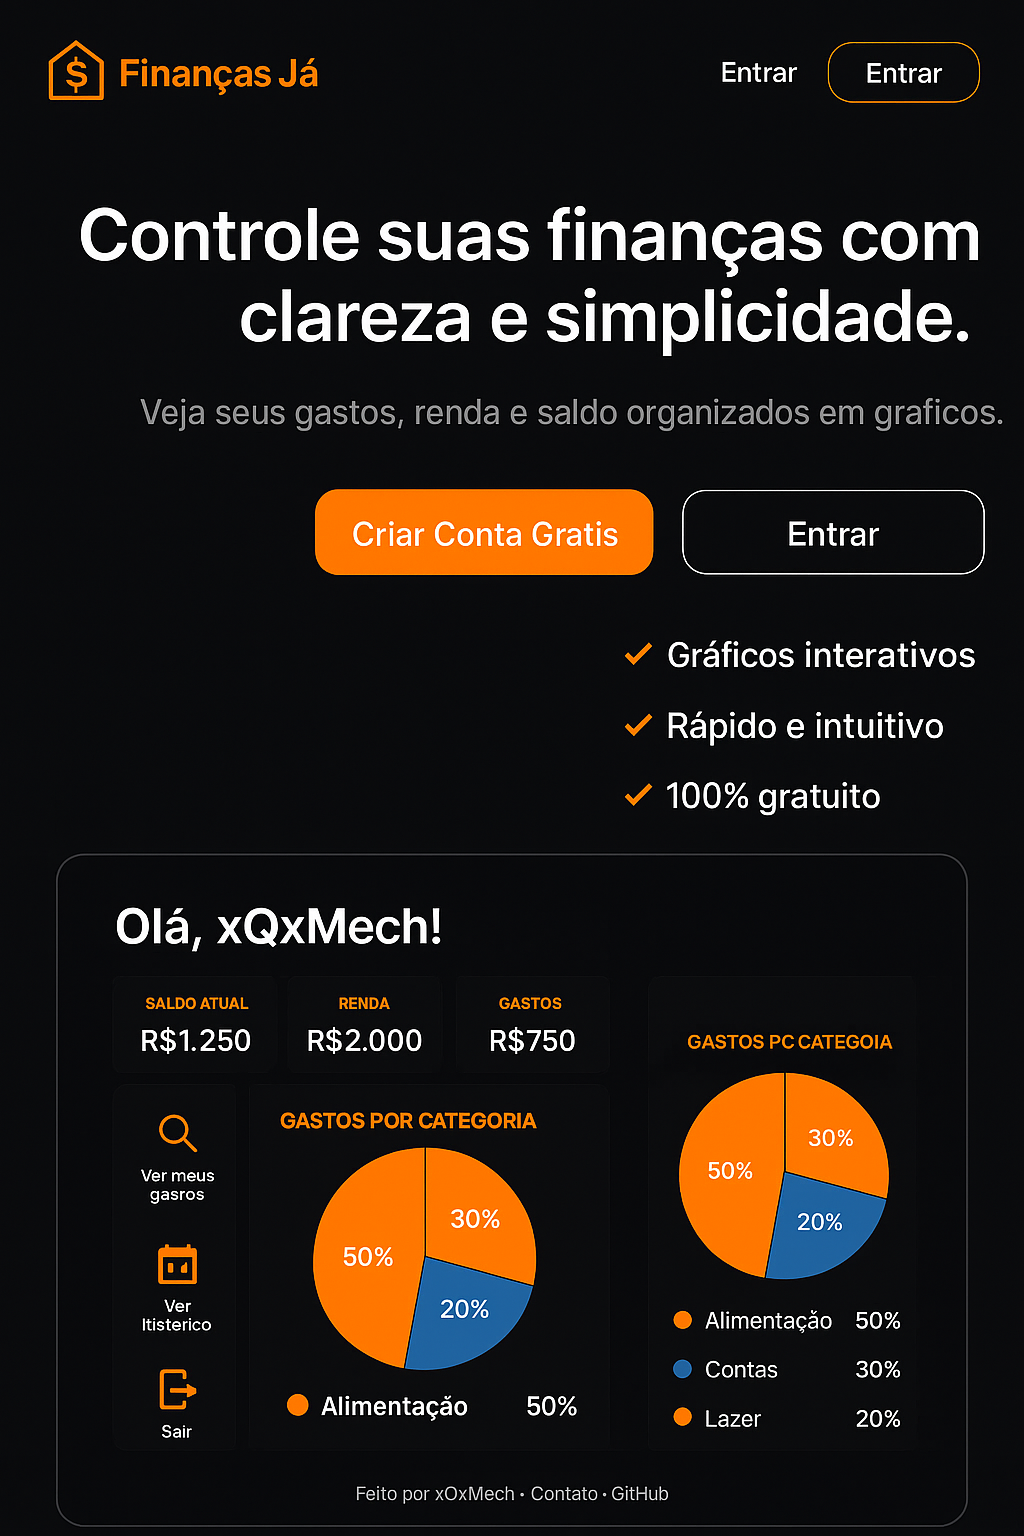 Finanças Já
Entrar
Entrar
Controle suas finanças com
clareza e simplicidade.
Veja seus gastos, renda e saldo organizados em graficos.
Criar Conta Gratis
Entrar
Gráficos interativos
Rápido e intuitivo
100% gratuito
Olá, xQxMech!
SALDO ATUAL
R$1.250
RENDA
R$2.000
GASTOS
R$750
Ver meus
gasros
Ver
Itisterico
Sair
GASTOS POR CATEGORIA
50%
30%
20%
Alimentação 50%
GASTOS PC CATEGOIA
50%
30%
20%
Alimentação 50%
Contas 30%
Lazer 20%
Feito por xOxMech • Contato • GitHub